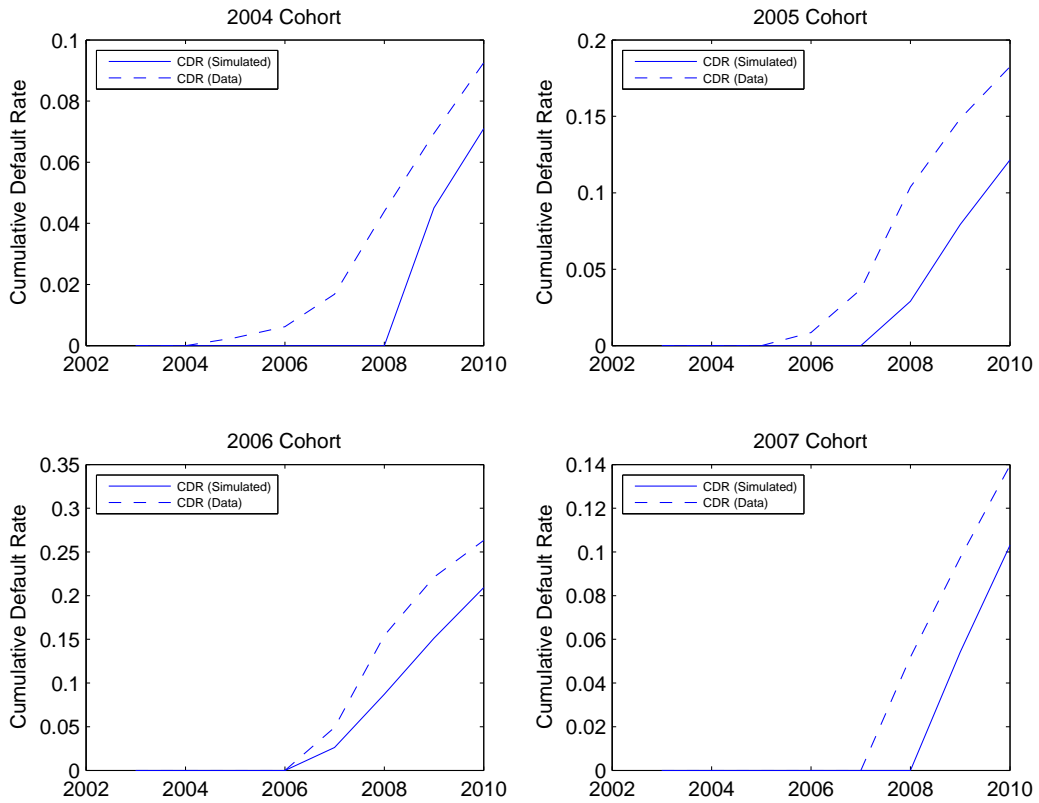 2004 Cohort
CDR (Simulated)
CDR (Data)
Cumulative Default Rate
0.1
0.08
0.06
0.04
0.02
0
2002 2004 2006 2008 2010
2005 Cohort
CDR (Simulated)
CDR (Data)
Cumulative Default Rate
0.2
0.15
0.1
0.05
0
2002 2004 2006 2008 2010
2006 Cohort
CDR (Simulated)
CDR (Data)
Cumulative Default Rate
0.35
0.3
0.25
0.2
0.15
0.1
0.05
0
2002 2004 2006 2008 2010
2007 Cohort
CDR (Simulated)
CDR (Data)
Cumulative Default Rate
0.14
0.12
0.1
0.08
0.06
0.04
0.02
0
2002 2004 2006 2008 2010